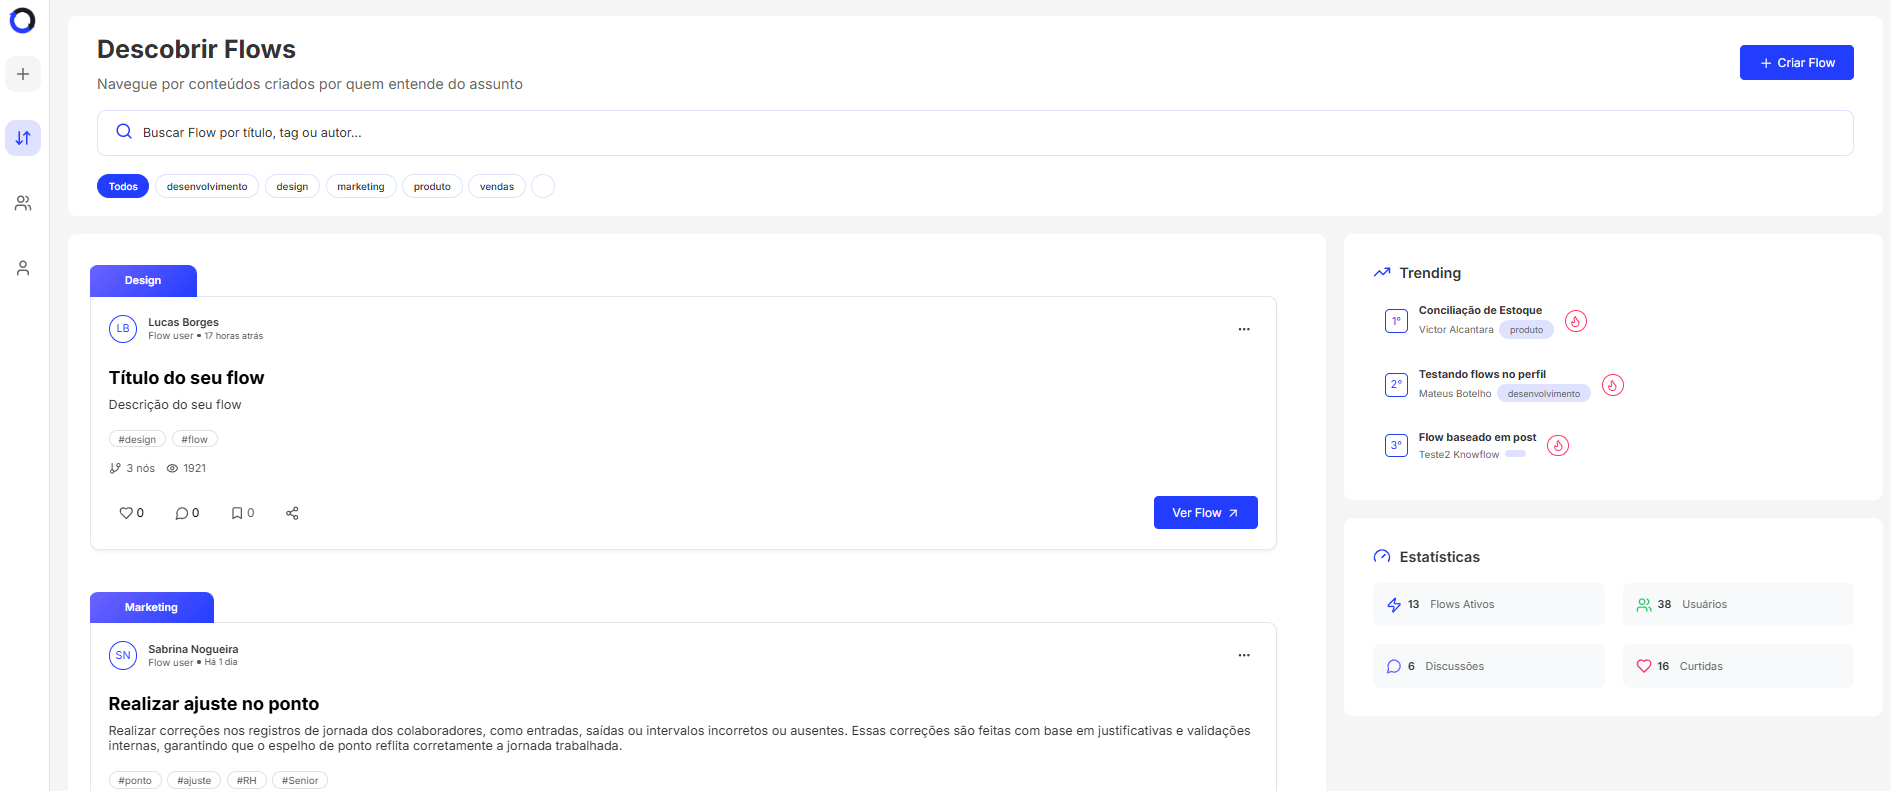 Descobrir Flows
Navegue por conteúdos criados por quem entende do assunto
+ Criar Flow
Buscar Flow por título, tag ou autor...
Todos
desenvolvimento
design
marketing
produto
vendas
Design
LB
Lucas Borges
Flow user • 17 horas atrás
Título do seu flow
Descrição do seu flow
#design
#flow
3 nós
1921
0
0
0
Ver Flow
Marketing
SN
Sabrina Nogueira
Flow user • Há 1 dia
Realizar ajuste no ponto
Realizar correções nos registros de jornada dos colaboradores, como entradas, saídas ou intervalos incorretos ou ausentes. Essas correções são feitas com base em justificativas e validações
internas, garantindo que o espelho de ponto reflita corretamente a jornada trabalhada.
#ponto
#ajuste
#RH
#Senior
Trending
1º
Conciliação de Estoque
Victor Alcantara
produto
2º
Testando flows no perfil
Mateus Botelho
desenvolvimento
3º
Flow baseado em post
Teste2 Knowflow
Estatísticas
13 Flows Ativos
38 Usuários
6 Discussões
16 Curtidas